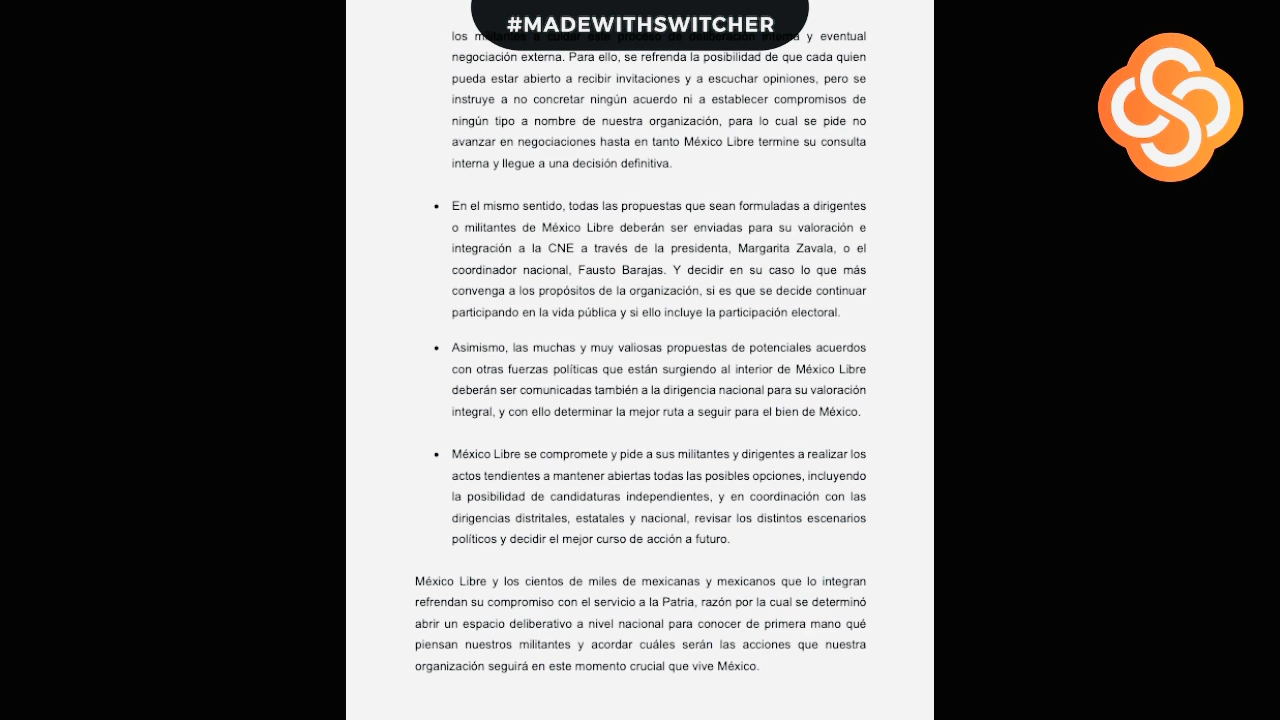 #MADEWITHSWITCHER
los militantes a cuidar este proceso de deliberación interna y eventual
negociación externa. Para ello, se refrenda la posibilidad de que cada quien
pueda estar abierto a recibir invitaciones y a escuchar opiniones, pero se
instruye a no concretar ningún acuerdo ni a establecer compromisos de
ningún tipo a nombre de nuestra organización, para lo cual se pide no
avanzar en negociaciones hasta en tanto México Libre termine su consulta
interna y llegue a una decisión definitiva.
• En el mismo sentido, todas las propuestas que sean formuladas a dirigentes
o militantes de México Libre deberán ser enviadas para su valoración e
integración a la CNE a través de la presidenta, Margarita Zavala, o el
coordinador nacional, Fausto Barajas. Y decidir en su caso lo que más
convenga a los propósitos de la organización, si es que se decide continuar
participando en la vida pública y si ello incluye la participación electoral.
• Asimismo, las muchas y muy valiosas propuestas de potenciales acuerdos
con otras fuerzas políticas que están surgiendo al interior de México Libre
deberán ser comunicadas también a la dirigencia nacional para su valoración
integral, y con ello determinar la mejor ruta a seguir para el bien de México.
• México Libre se compromete y pide a sus militantes y dirigentes a realizar los
actos tendientes a mantener abiertas todas las posibles opciones, incluyendo
la posibilidad de candidaturas independientes, y en coordinación con las
dirigencias distritales, estatales y nacional, revisar los distintos escenarios
políticos y decidir el mejor curso de acción a futuro.
México Libre y los cientos de miles de mexicanas y mexicanos que lo integran
refrendan su compromiso con el servicio a la Patria, razón por la cual se determinó
abrir un espacio deliberativo a nivel nacional para conocer de primera mano qué
piensan nuestros militantes y acordar cuáles serán las acciones que nuestra
organización seguirá en este momento crucial que vive México.